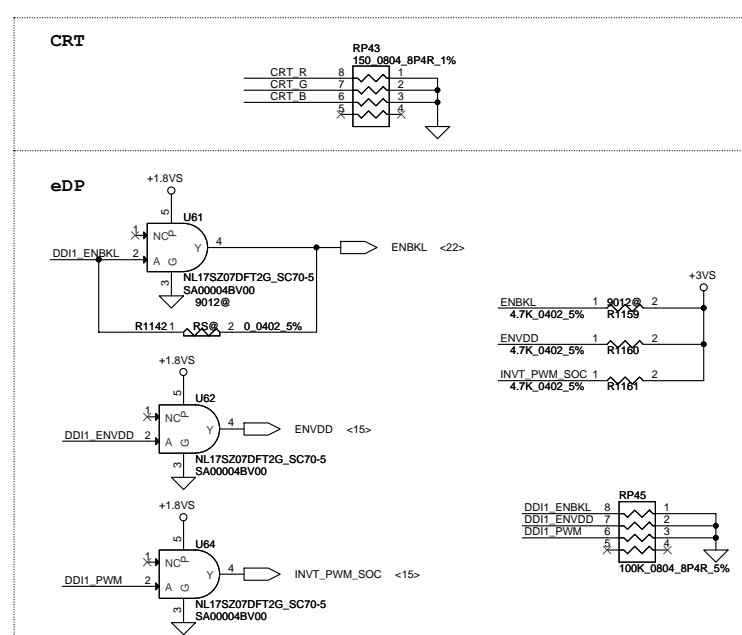 CRT
RP43
150_0804_8P4R_1%
CRT_R 8 1
CRT_G 7 2
CRT_B 6 3
5 4
eDP
+1.8VS
5
U61
1 NC P
4
Y
ENBKL <22>
DDI1_ENBKL 2 A G
3
NL17SZ07DFT2G_SC70-5
SA00004BV00
9012@
R1142 1 RS@ 2 0_0402_5%
+3VS
ENBKL 1 9012@ 2
4.7K_0402_5% R1159
ENVDD 1 2
4.7K_0402_5% R1160
INVT_PWM_SOC 1 2
4.7K_0402_5% R1161
+1.8VS
5
U62
1 NC P
4
Y
ENVDD <15>
DDI1_ENVDD 2 A G
3
NL17SZ07DFT2G_SC70-5
SA00004BV00
+1.8VS
5
U64
1 NC P
4
Y
INVT_PWM_SOC <15>
DDI1_PWM 2 A G
3
NL17SZ07DFT2G_SC70-5
SA00004BV00
RP45
DDI1_ENBKL 8 1
DDI1_ENVDD 7 2
DDI1_PWM 6 3
5 4
100K_0804_8P4R_5%